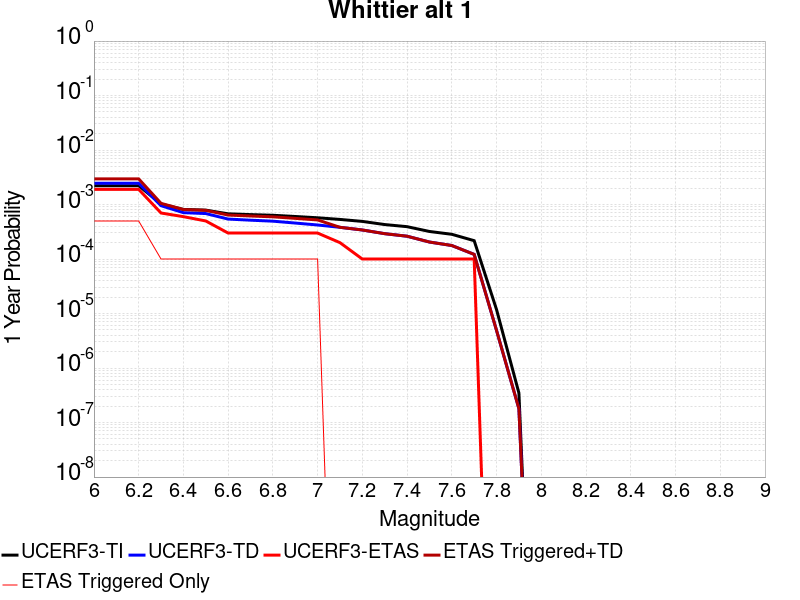 Whittier alt 1
10 0
10 -1
10 -2
10 -3
10 -4
10 -5
10 -6
10 -7
10 -8
1 Year Probability
6 6.2 6.4 6.6 6.8 7 7.2 7.4 7.6 7.8 8 8.2 8.4 8.6 8.8 9
Magnitude
UCERF3-TI UCERF3-TD UCERF3-ETAS ETAS Triggered+TD
ETAS Triggered Only